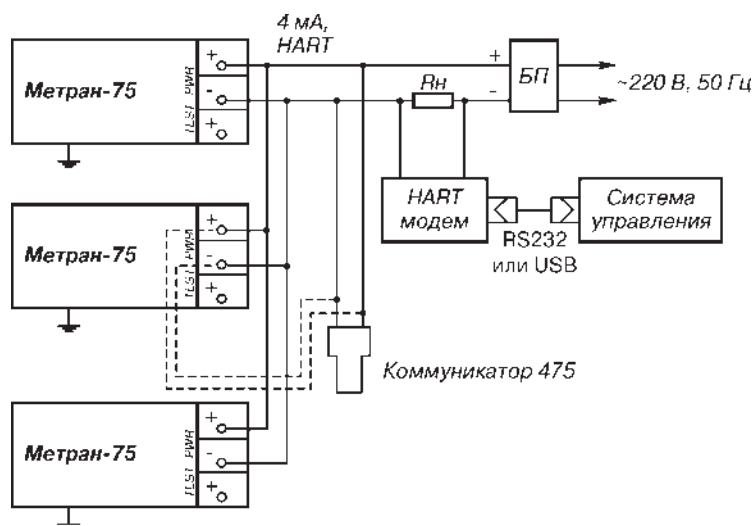 4 мА,
HART
Метран-75
+
PWR
-
TEST
+
+
БП
-
Rн
~220 В, 50 Гц
HART
модем
Система
управления
RS232
или USB
Метран-75
+
PWR
-
TEST
+
Коммуникатор 475
Метран-75
+
PWR
-
TEST
+